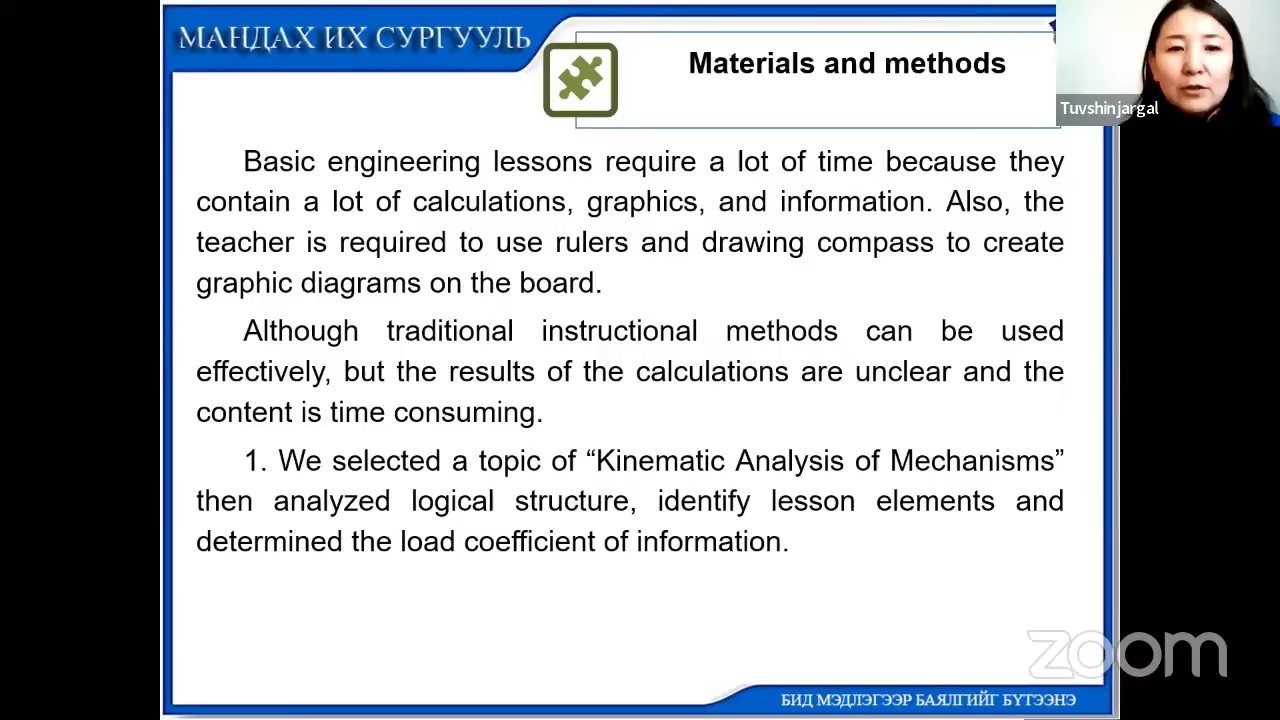 МАНДАХ ИХ СУРГУУЛЬ
Materials and methods
Tuvshinjargal
Basic engineering lessons require a lot of time because they
contain a lot of calculations, graphics, and information. Also, the
teacher is required to use rulers and drawing compass to create
graphic diagrams on the board.
Although traditional instructional methods can be used
effectively, but the results of the calculations are unclear and the
content is time consuming.
1. We selected a topic of “Kinematic Analysis of Mechanisms”
then analyzed logical structure, identify lesson elements and
determined the load coefficient of information.
zoom
БИД МЭДЛЭГЭЭР БАЯЛГИЙГ БҮТЭЭНЭ